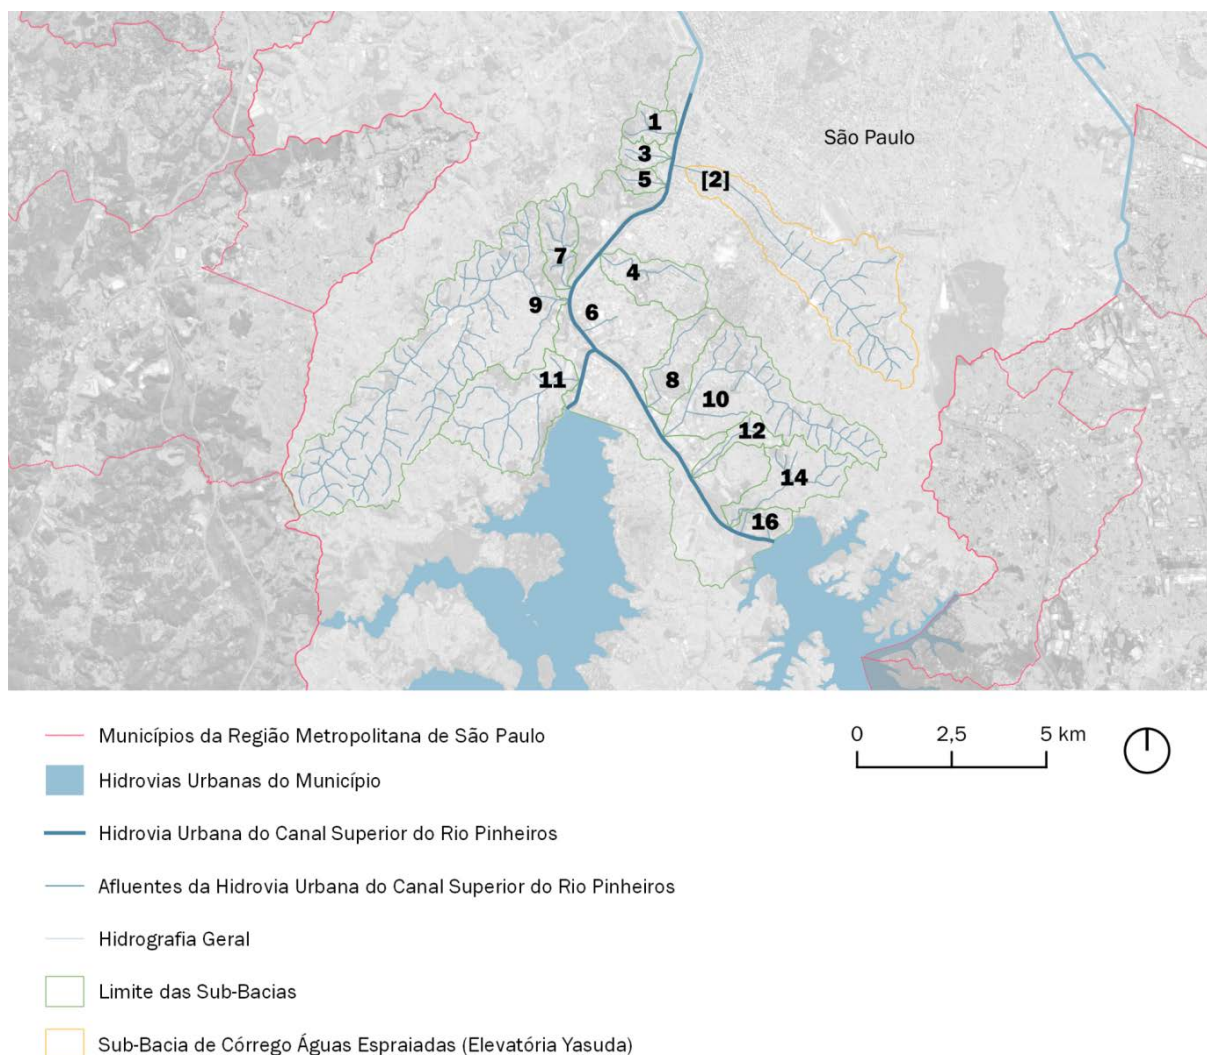 1
São Paulo
3
5
[2]
7
4
9
6
11
8
10
12
14
16
Municípios da Região Metropolitana de São Paulo
0 2,5 5 km
Hidrovias Urbanas do Município
Hidrovia Urbana do Canal Superior do Rio Pinheiros
Afluentes da Hidrovia Urbana do Canal Superior do Rio Pinheiros
Hidrografia Geral
Limite das Sub-Bacias
Sub-Bacia de Córrego Águas Espraiadas (Elevatória Yasuda)